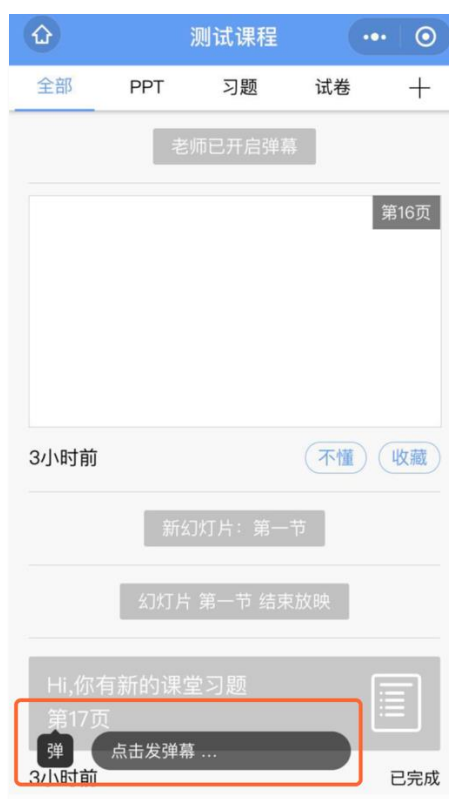 测试课程
全部 PPT 习题 试卷
老师已开启弹幕
第16页
3小时前 不懂 收藏
新幻灯片：第一节
幻灯片 第一节 结束放映
Hi,你有新的课堂习题
第17页
弹 点击发弹幕 ...
3小时前 已完成